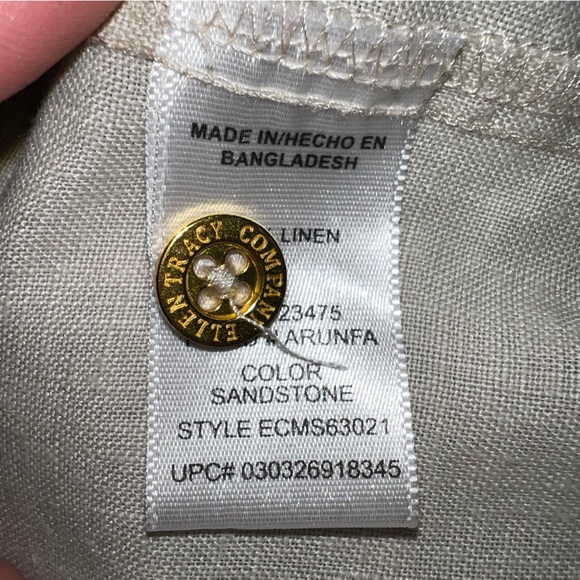 MADE IN/HECHO EN
BANGLADESH
LINEN
ELLEN TRACY COMPANY
23475
ARUNFA
COLOR
SANDSTONE
STYLE ECMS63021
UPC# 030326918345